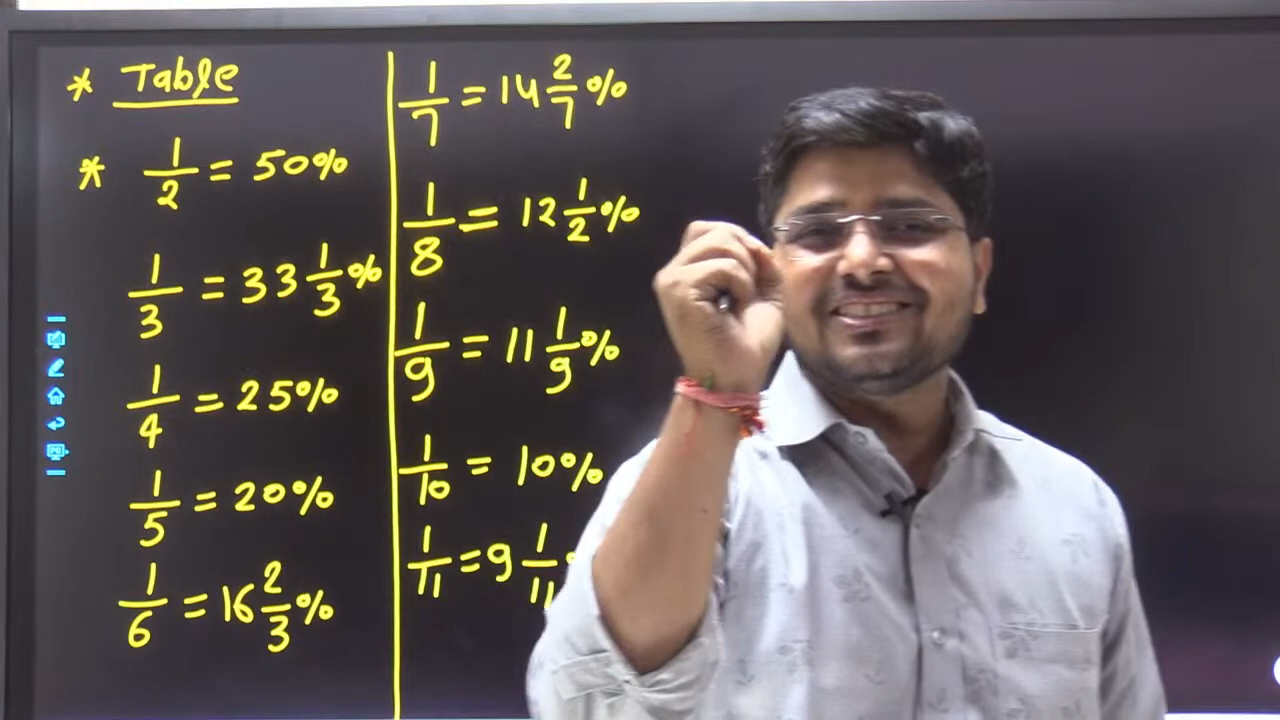 * Table
* 1/2 = 50%
1/3 = 33 1/3%
1/4 = 25%
1/5 = 20%
1/6 = 16 2/3%
1/7 = 14 2/7%
1/8 = 12 1/2%
1/9 = 11 1/9%
1/10 = 10%
1/11 = 9 1/11